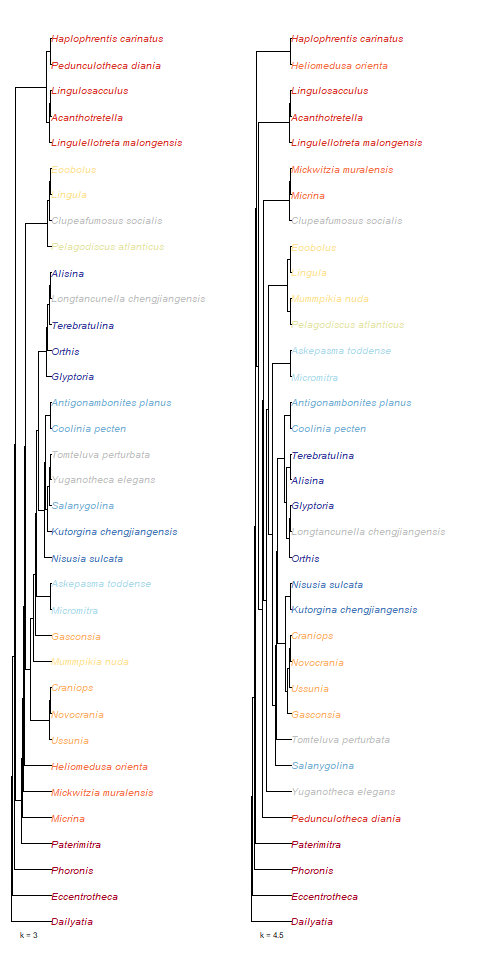 Haplophrentis carinatus
Pedunculotheca diania
Lingulosacculus
Acanthotretella
Lingulellotreta malongensis
Eoobolus
Lingula
Clupeafumosus socialis
Pelagodiscus atlanticus
Alisina
Longtancunella chengjiangensis
Terebratulina
Orthis
Glyptoria
Antigonambonites planus
Coolinia pecten
Tomteluva perturbata
Yuganotheca elegans
Salanygolina
Kutorgina chengjiangensis
Nisusia sulcata
Askepasma toddense
Micromitra
Gasconsia
Mummpikia nuda
Craniops
Novocrania
Ussunia
Heliomedusa orienta
Mickwitzia muralensis
Micrina
Paterimitra
Phoronis
Eccentrotheca
Dailyatia
k = 3
Haplophrentis carinatus
Heliomedusa orienta
Lingulosacculus
Acanthotretella
Lingulellotreta malongensis
Mickwitzia muralensis
Micrina
Clupeafumosus socialis
Eoobolus
Lingula
Mummpikia nuda
Pelagodiscus atlanticus
Askepasma toddense
Micromitra
Antigonambonites planus
Coolinia pecten
Terebratulina
Alisina
Glyptoria
Longtancunella chengjiangensis
Orthis
Nisusia sulcata
Kutorgina chengjiangensis
Craniops
Novocrania
Ussunia
Gasconsia
Tomteluva perturbata
Salanygolina
Yuganotheca elegans
Pedunculotheca diania
Paterimitra
Phoronis
Eccentrotheca
Dailyatia
k = 4.5